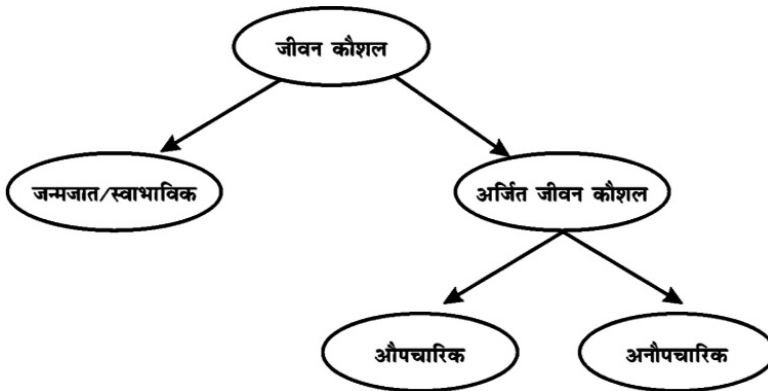 जीवन कौशल
जन्मजात/स्वाभाविक
अर्जित जीवन कौशल
औपचारिक
अनौपचारिक